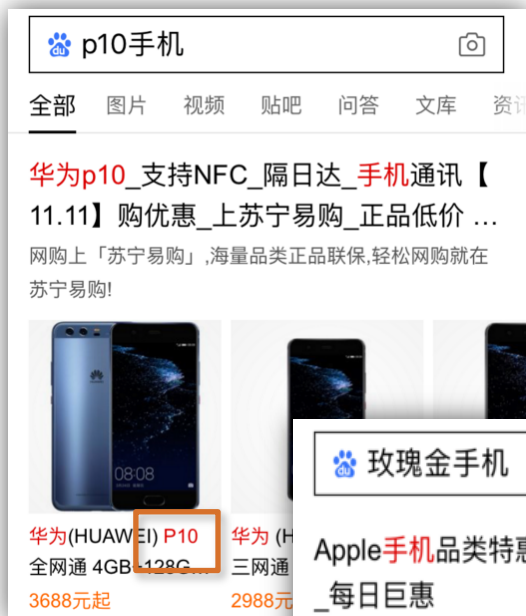 p10手机
全部 图片 视频 贴吧 问答 文库 资讯
华为p10_支持NFC_隔日达_手机通讯【
11.11】购优惠_上苏宁易购_正品低价 ...
网购上「苏宁易购」,海量品类正品联保,轻松网购就在
苏宁易购!
08:08
华为(HUAWEI) P10
全网通 4GB+128G...
3688元起
华为 (H
三网通
2988元
玫瑰金手机
Apple手机品类特惠
_每日巨惠